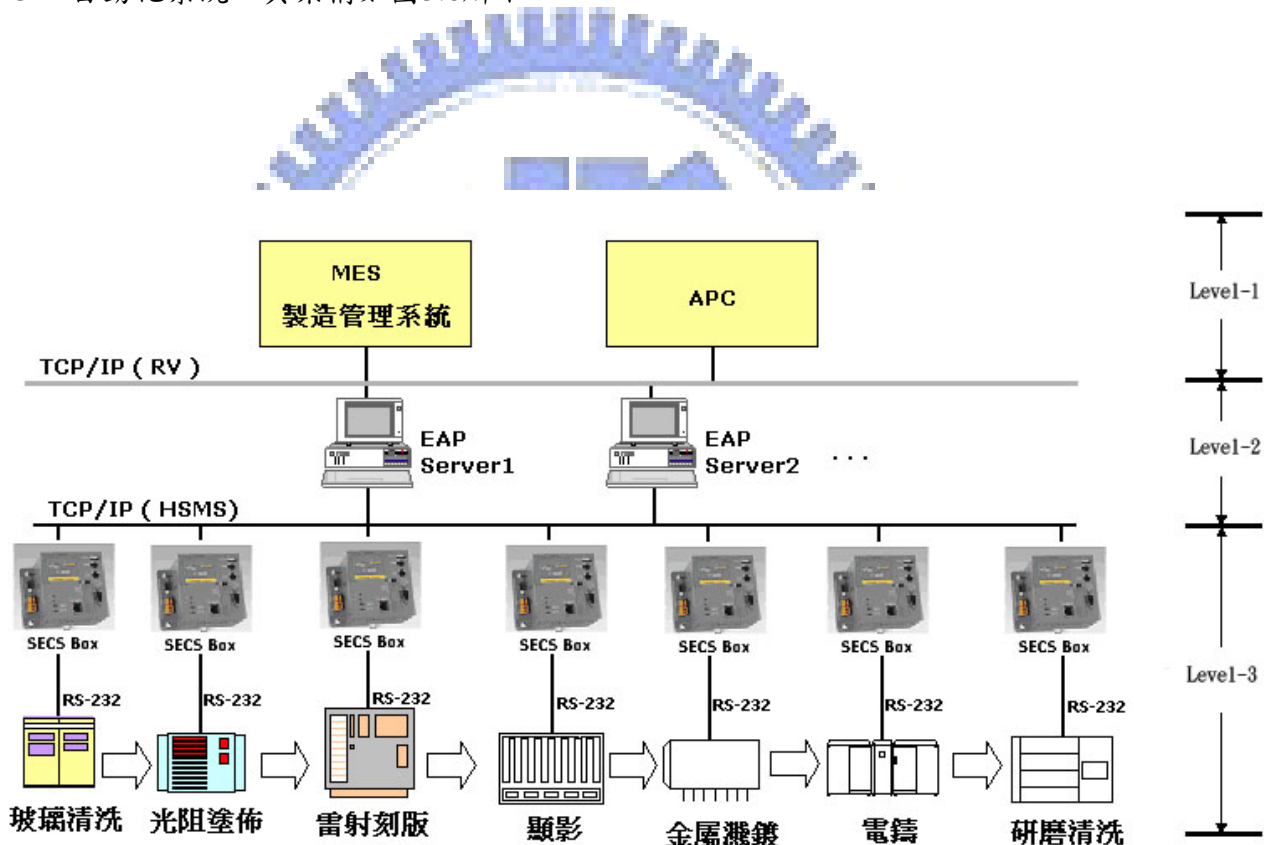 MES
製造管理系統
APC
Level-1
TCP/IP ( RV )
EAP
Server1
EAP
Server2
...
Level-2
TCP/IP ( HSMS)
SECS Box
SECS Box
SECS Box
SECS Box
SECS Box
SECS Box
SECS Box
Level-3
RS-232
RS-232
RS-232
RS-232
RS-232
RS-232
RS-232
玻璃清洗
光阻塗佈
雷射刻版
顯影
金屬濺鍍
電鑄
研磨清洗